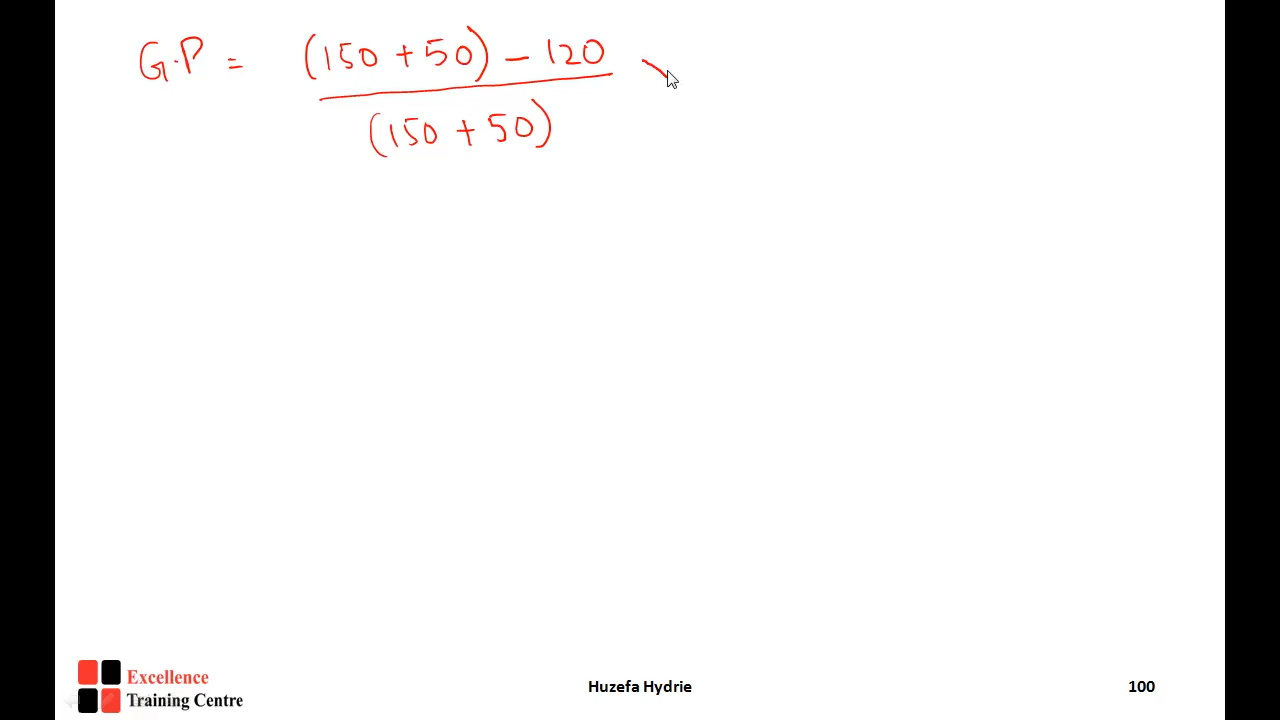 G.P = (150 + 50) - 120
(150 + 50)
Excellence
Training Centre
Huzefa Hydrie
100